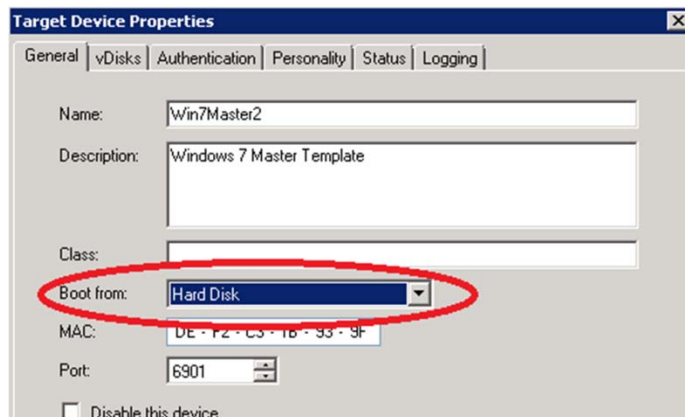 Target Device Properties
General vDisks Authentication Personality Status Logging
Name: Win7Master2
Description: Windows 7 Master Template
Class:
Boot from: Hard Disk
MAC: DE - F2 - C3 - 1B - 93 - 9F
Port: 6901
Disable this device